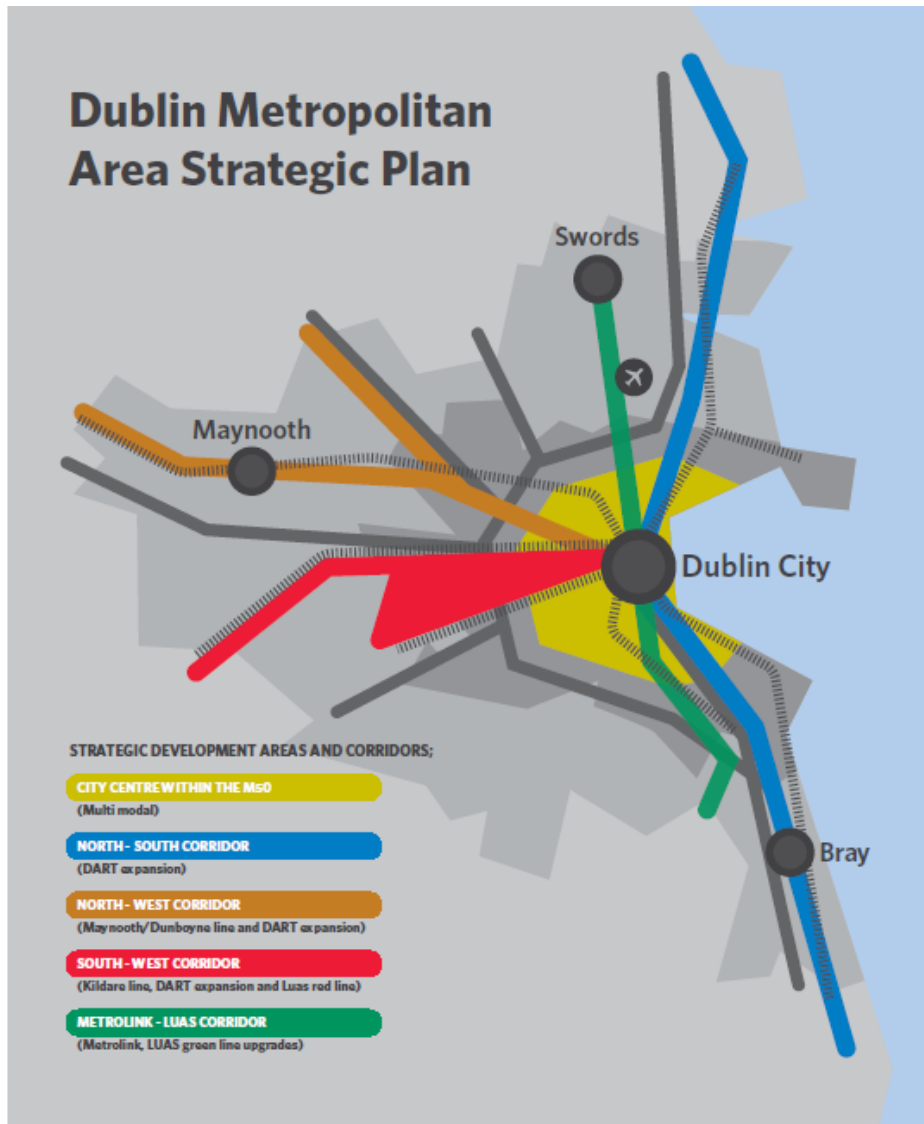 Dublin Metropolitan
Area Strategic Plan
Swords
Maynooth
Dublin City
Bray
STRATEGIC DEVELOPMENT AREAS AND CORRIDORS;
CITY CENTRE WITHIN THE M50
(Multi modal)
NORTH - SOUTH CORRIDOR
(DART expansion)
NORTH - WEST CORRIDOR
(Maynooth/Dunboyne line and DART expansion)
SOUTH - WEST CORRIDOR
(Kildare line, DART expansion and Luas red line)
METROLINK - LUAS CORRIDOR
(Metrolink, LUAS green line upgrades)